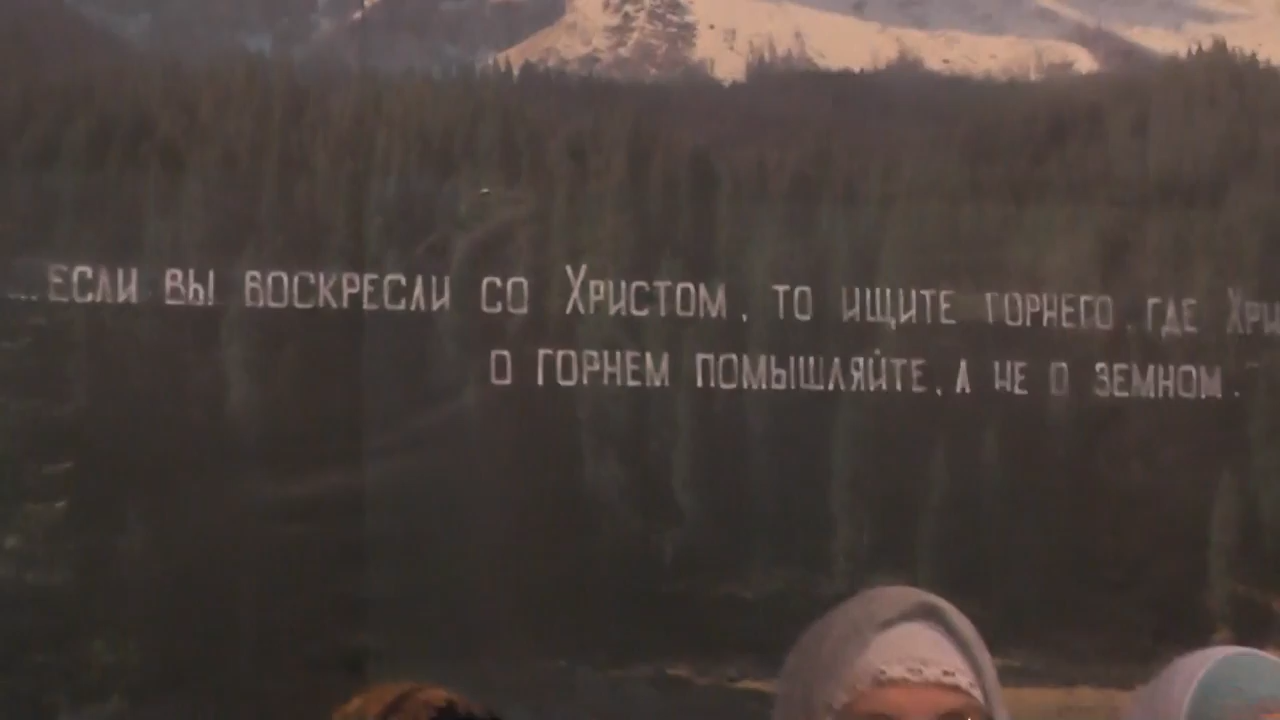 ...ЕСЛИ ВЫ ВОСКРЕСЛИ СО ХРИСТОМ, ТО ИЩИТЕ ГОРНЕГО, ГДЕ
О ГОРНЕМ ПОМЫШЛЯЙТЕ, А НЕ О ЗЕМНОМ.